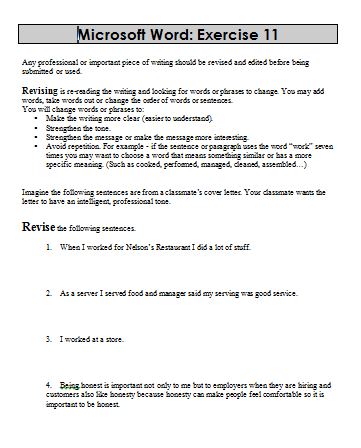 Microsoft Word: Exercise 11
Any professional or important piece of writing should be revised and edited before being
submitted or used.
Revising is re-reading the writing and looking for words or phrases to change. You may add
words, take words out or change the order of words or sentences.
You will change words or phrases to:
• Make the writing more clear (easier to understand).
• Strengthen the tone.
• Strengthen the message or make the message more interesting.
• Avoid repetition. For example - if the sentence or paragraph uses the word "work" seven
times you may want to choose a word that means something similar or has a more
specific meaning. (Such as cooked, performed, managed, cleaned, assembled…)
Imagine the following sentences are from a classmate's cover letter. Your classmate wants the
letter to have an intelligent, professional tone.
Revise the following sentences.
1. When I worked for Nelson's Restaurant I did a lot of stuff.
2. As a server I served food and manager said my serving was good service.
3. I worked at a store.
4. Being honest is important not only to me but to employers when they are hiring and
customers also like honesty because honesty can make people feel comfortable so it is
important to be honest.